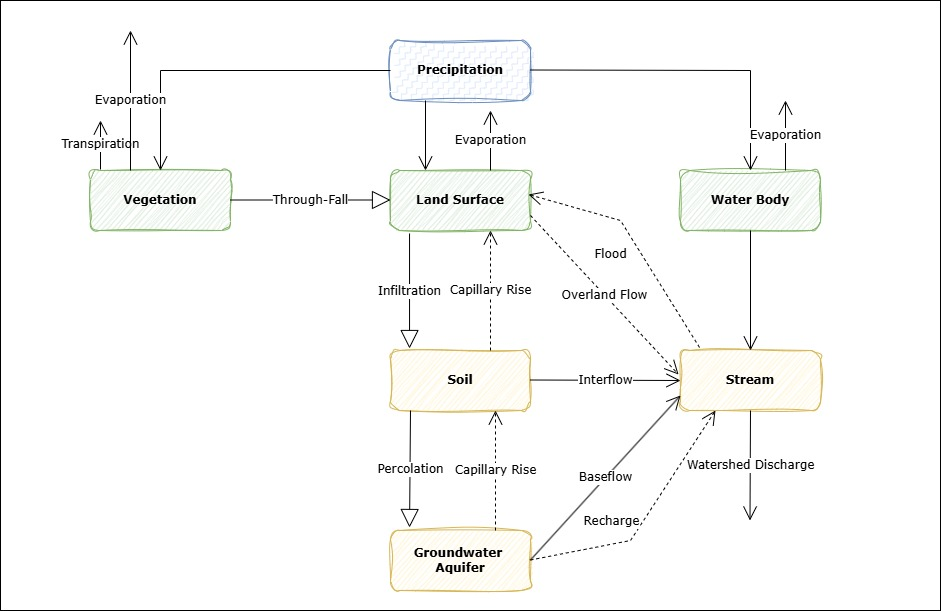 Precipitation
Evaporation
Transpiration
Evaporation
Evaporation
Vegetation
Through-Fall
Land Surface
Water Body
Flood
Infiltration
Capillary Rise
Overland Flow
Soil
Interflow
Stream
Percolation
Capillary Rise
Baseflow
Watershed Discharge
Recharge
Groundwater
Aquifer